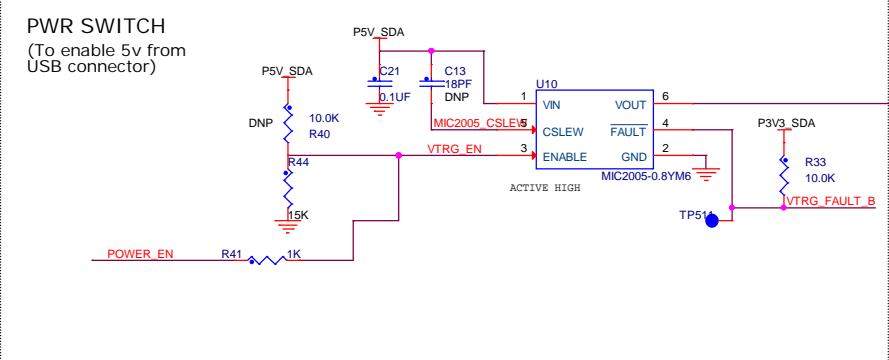 PWR SWITCH
(To enable 5v from
USB connector)
P5V_SDA
P5V_SDA
C21
0.1UF
C13
18PF
DNP
U10
1
VIN
VOUT
6
MIC2005_CSLEW
5
CSLEW
FAULT
4
VTRG_EN
3
ENABLE
GND
2
MIC2005-0.8YM6
ACTIVE HIGH
DNP
10.0K
R40
R44
15K
P3V3_SDA
R33
10.0K
TP511
VTRG_FAULT_B
POWER_EN
R41
1K